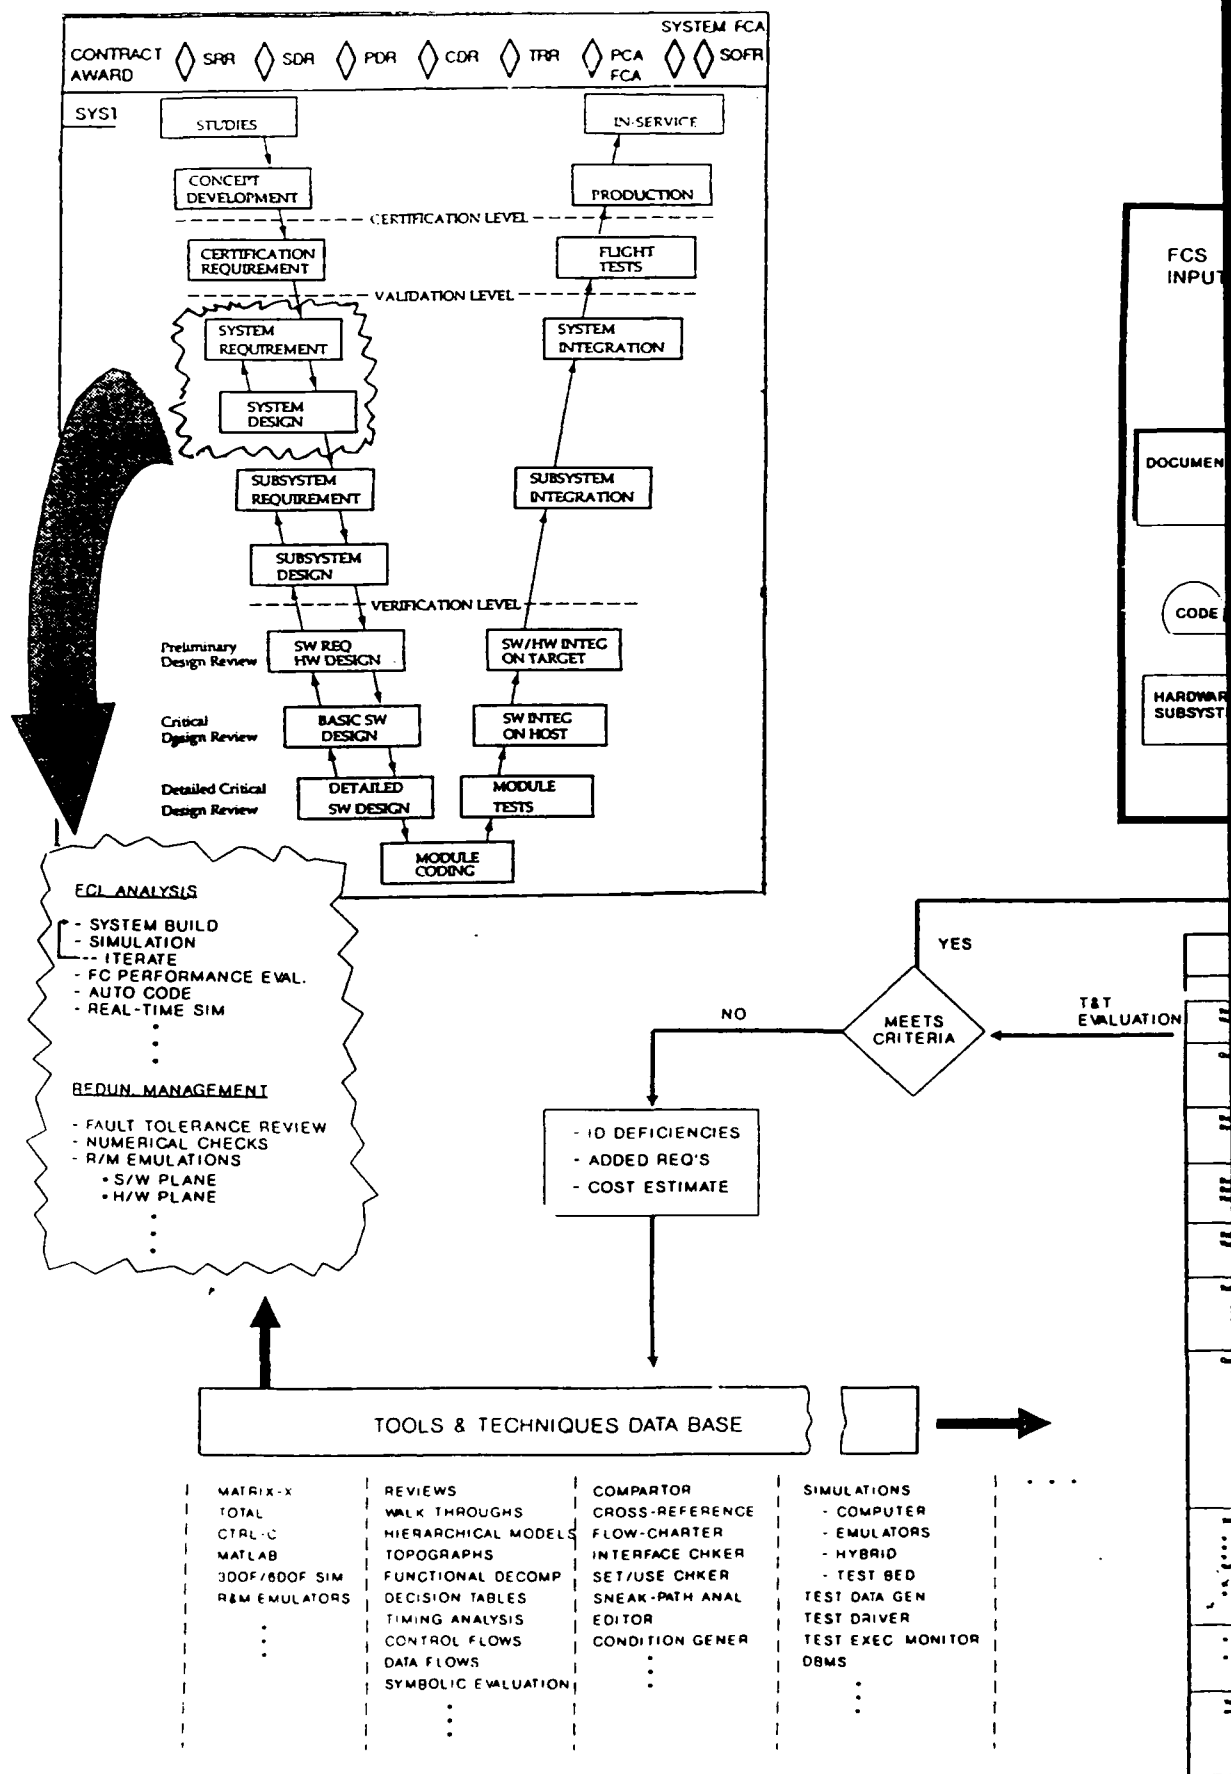 SYSTEM FCA
CONTRACT
AWARD
SRR
SDR
PDR
CDR
TRR
PCA
FCA
SOFR
SYST
STUDIES
IN-SERVICE
CONCEPT
DEVELOPMENT
PRODUCTION
CERTIFICATION LEVEL
CERTIFICATION
REQUIREMENT
FLIGHT
TESTS
VALIDATION LEVEL
SYSTEM
REQUIREMENT
SYSTEM
INTEGRATION
SYSTEM
DESIGN
SUBSYSTEM
REQUIREMENT
SUBSYSTEM
INTEGRATION
SUBSYSTEM
DESIGN
VERIFICATION LEVEL
Preliminary
Design Review
SW REQ
HW DESIGN
SW/HW INTEG
ON TARGET
Critical
Design Review
BASIC SW
DESIGN
SW INTEG
ON HOST
Detailed Critical
Design Review
DETAILED
SW DESIGN
MODULE
TESTS
MODULE
CODING
FCS
INPUT
DOCUMEN
CODE
HARDWAR
SUBSYST
FCL ANALYSIS
- SYSTEM BUILD
- SIMULATION
--- ITERATE
- FC PERFORMANCE EVAL.
- AUTO CODE
- REAL-TIME SIM
REDUN. MANAGEMENT
- FAULT TOLERANCE REVIEW
- NUMERICAL CHECKS
- R/M EMULATIONS
• S/W PLANE
• H/W PLANE
YES
NO
MEETS
CRITERIA
T&T
EVALUATION
- ID DEFICIENCIES
- ADDED REQ'S
- COST ESTIMATE
TOOLS & TECHNIQUES DATA BASE
MATRIX-X
TOTAL
CTRL-C
MATLAB
3DOF/6DOF SIM
R&M EMULATORS
REVIEWS
WALK THROUGHS
HIERARCHICAL MODELS
TOPOGRAPHS
FUNCTIONAL DECOMP
DECISION TABLES
TIMING ANALYSIS
CONTROL FLOWS
DATA FLOWS
SYMBOLIC EVALUATION
COMPARTOR
CROSS-REFERENCE
FLOW-CHARTER
INTERFACE CHKER
SET/USE CHKER
SNEAK-PATH ANAL
EDITOR
CONDITION GENER
SIMULATIONS
- COMPUTER
- EMULATORS
- HYBRID
- TEST BED
TEST DATA GEN
TEST DRIVER
TEST EXEC MONITOR
DBMS